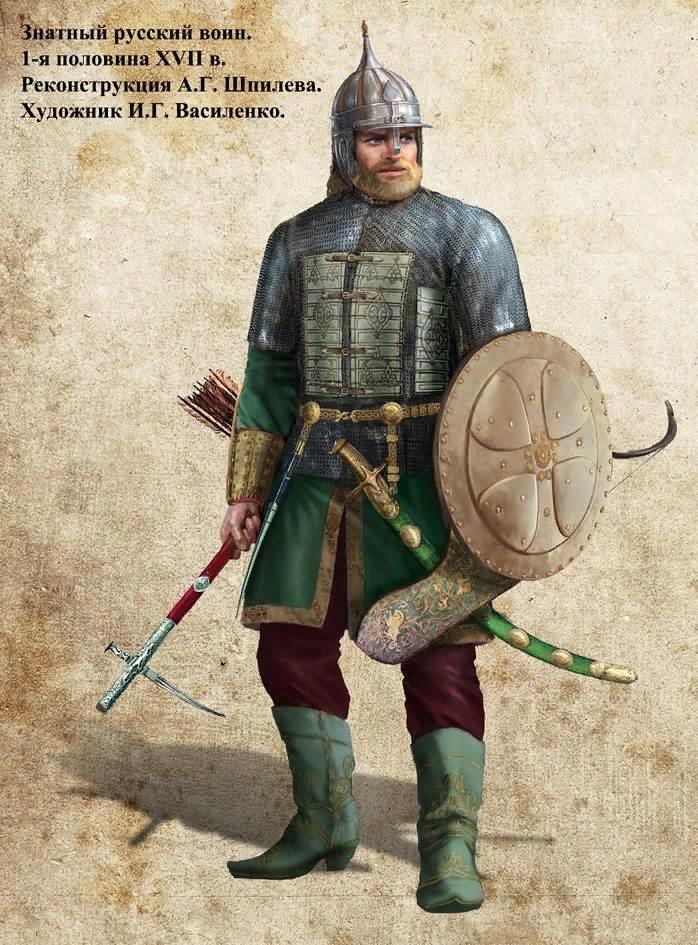 Знатный русский воин.
1-я половина XVII в.
Реконструкция А.Г. Шпилева.
Художник И.Г. Василенко.